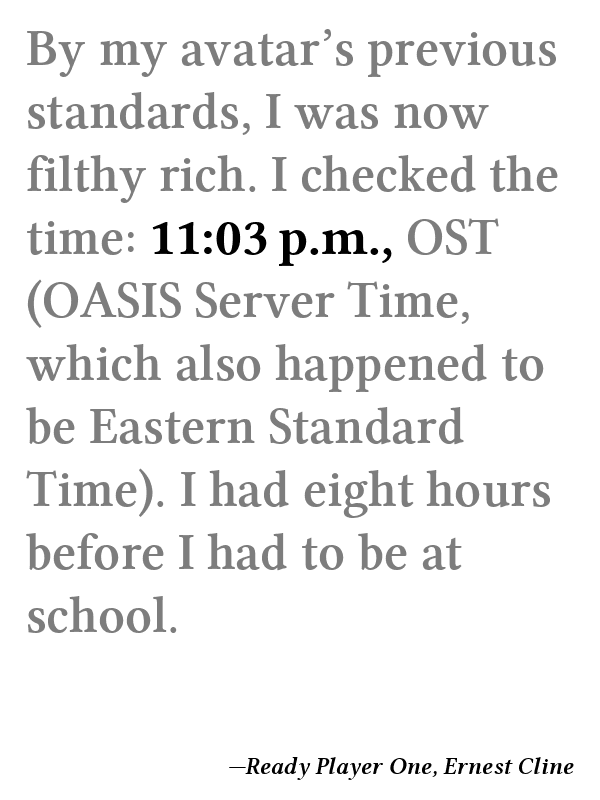 By my avatar’s previous
standards, I was now
filthy rich. I checked the
time: 11:03 p.m., OST
(OASIS Server Time,
which also happened to
be Eastern Standard
Time). I had eight hours
before I had to be at
school.
—Ready Player One, Ernest Cline